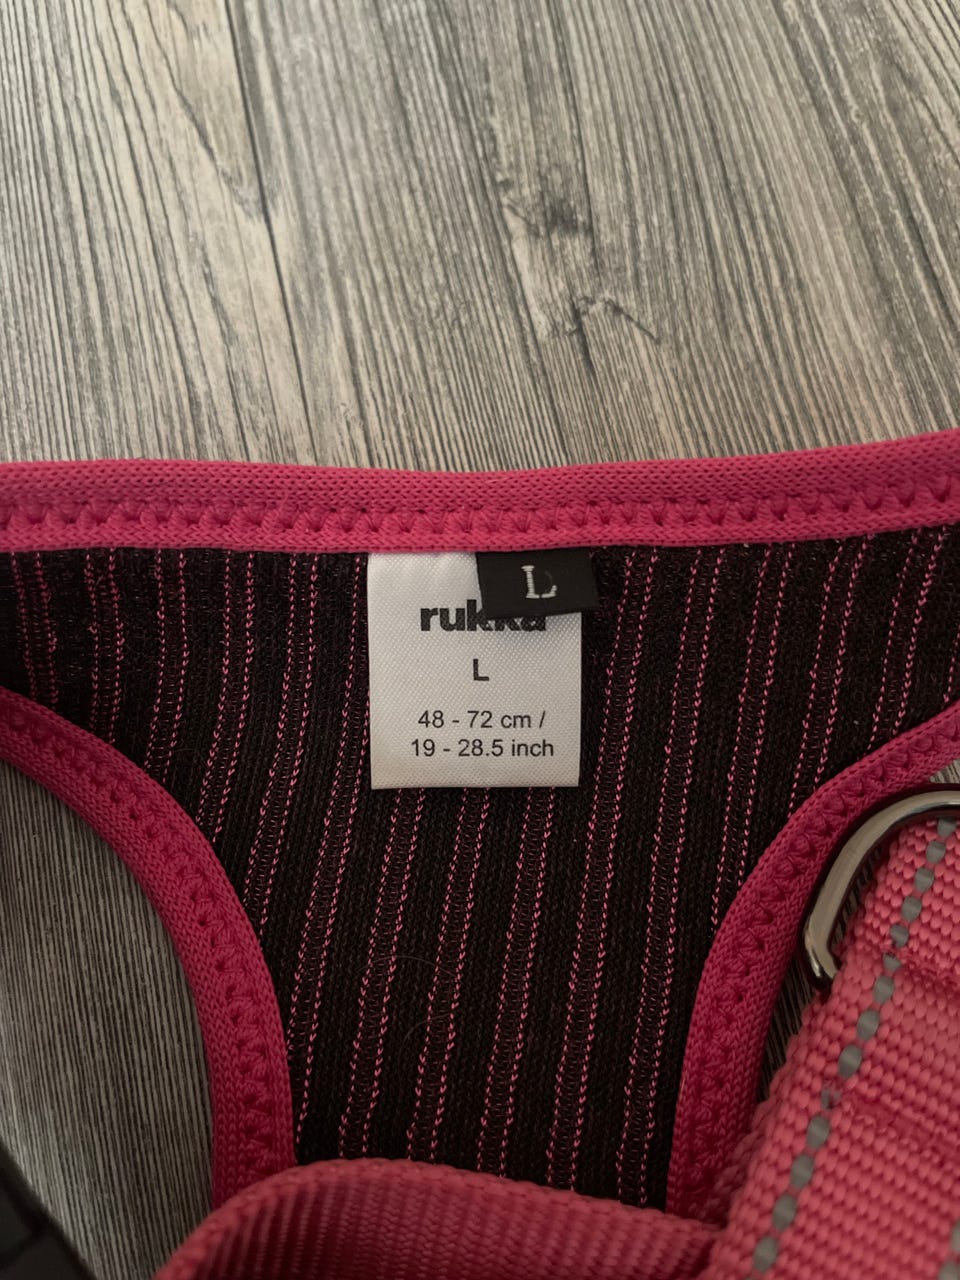 L
rukka
L
48 - 72 cm /
19 - 28.5 inch